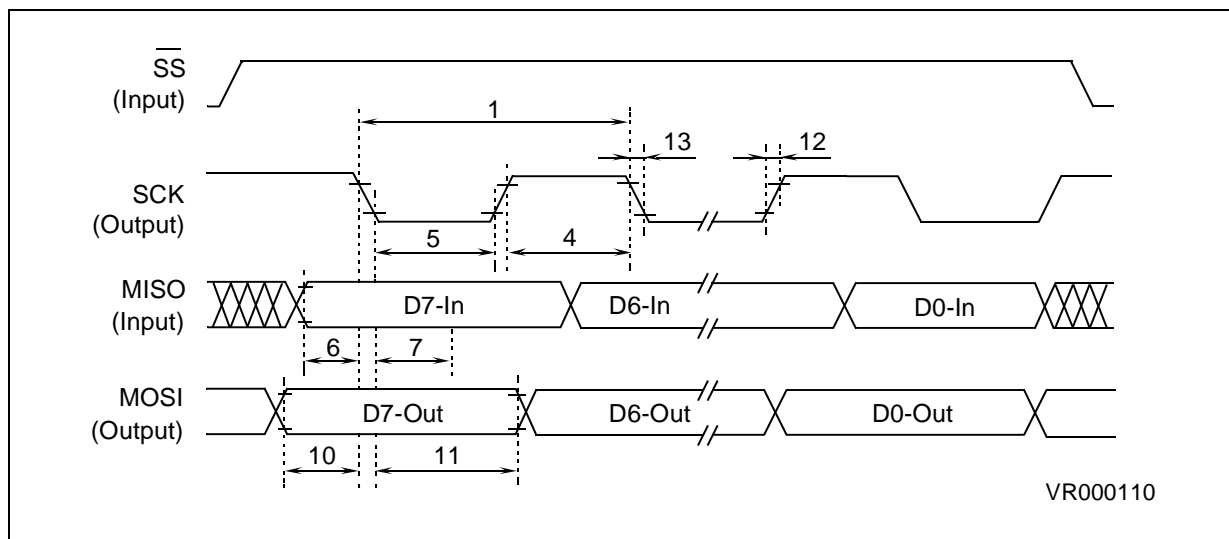 SS
(Input)
1
13
12
SCK
(Output)
5
4
MISO
(Input)
D7-In
D6-In
D0-In
6
7
MOSI
(Output)
D7-Out
D6-Out
D0-Out
10
11
VR000110